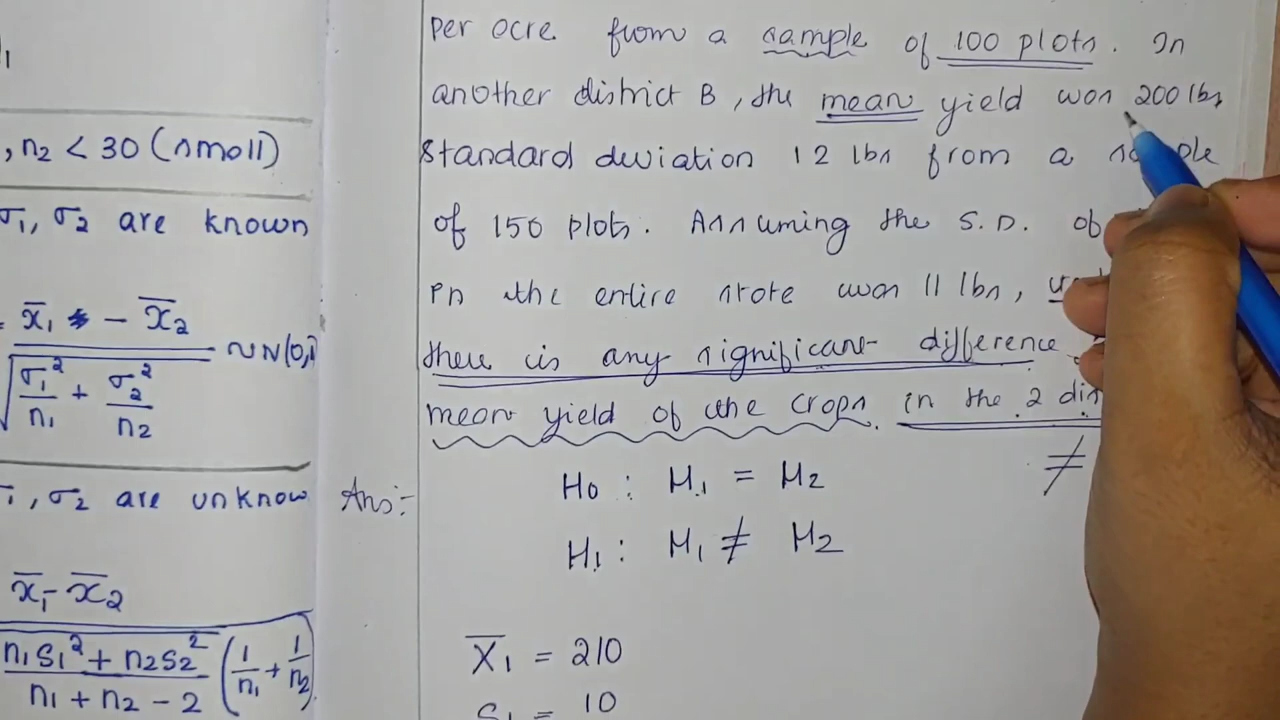 , n₂ < 30 (small)
σ₁, σ₂ are known
x̄₁ - x̄₂
σ₁²/n₁ + σ₂²/n₂ ~N(0,1)
σ₁, σ₂ are unknow
x̄₁ - x̄₂
n₁s₁² + n₂s₂² / n₁ + n₂ - 2 (1/n₁ + 1/n₂)
per acre from a sample of 100 plots. In
another district B, the mean yield was 200 lbs,
standard deviation 12 lbs from a sample
of 150 plots. Assuming the S.D. of
in the entire state was 11 lbs,
there is any significant difference
mean yield of the crops in the 2
≠
Ans:-
H₀ : μ₁ = μ₂
H₁ : μ₁ ≠ μ₂
X̄₁ = 210
S₁ = 10